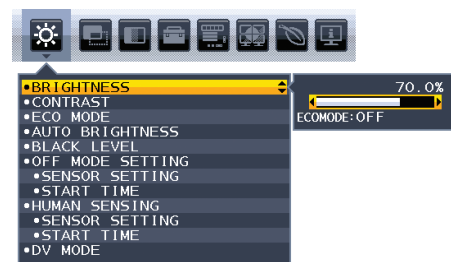 •BRIGHTNESS
•CONTRAST
•ECO MODE
•AUTO BRIGHTNESS
•BLACK LEVEL
•OFF MODE SETTING
•SENSOR SETTING
•START TIME
•HUMAN SENSING
•SENSOR SETTING
•START TIME
•DV MODE
70.0%
ECOMODE:OFF